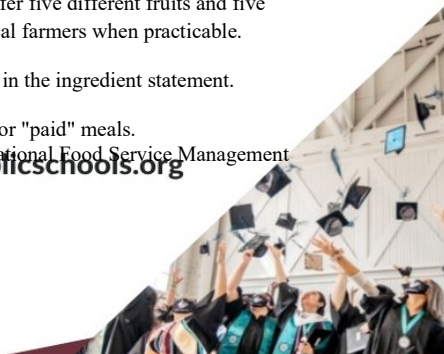 fer five different fruits and five
al farmers when practicable.
in the ingredient statement.
or "paid" meals.
ational Food Service Management
licschools.org